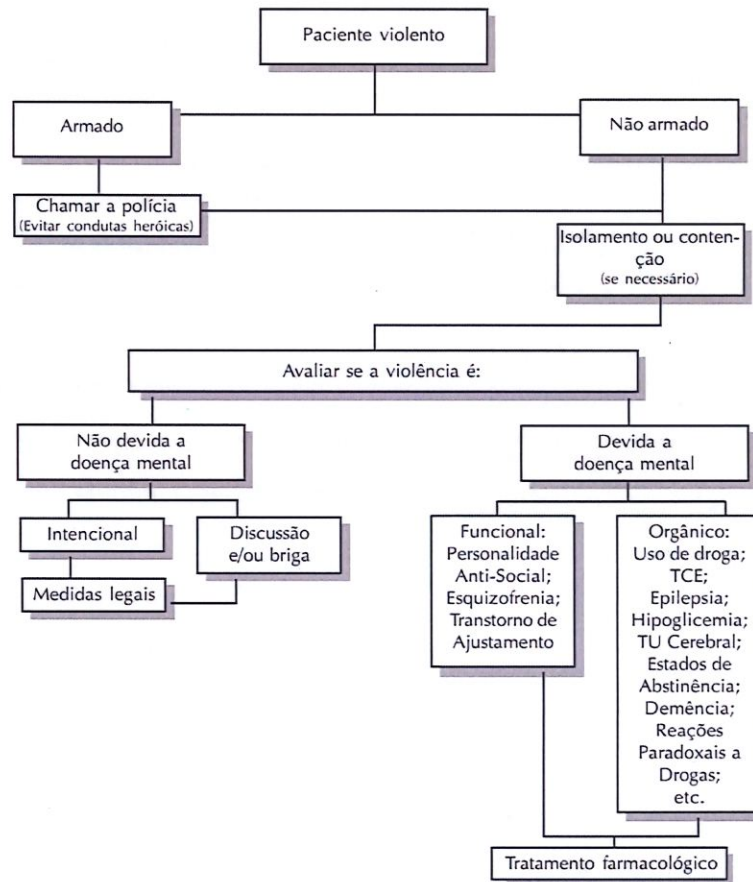 Paciente violento
Armado
Não armado
Chamar a polícia
(Evitar condutas heróicas)
Isolamento ou conten-
ção
(se necessário)
Avaliar se a violência é:
Não devida a
doença mental
Devida a
doença mental
Intencional
Discussão
e/ou briga
Medidas legais
Funcional:
Personalidade
Anti-Social;
Esquizofrenia;
Transtorno de
Ajustamento
Orgânico:
Uso de droga;
TCE;
Epilepsia;
Hipoglicemia;
TU Cerebral;
Estados de
Abstinência;
Demência;
Reações
Paradoxais a
Drogas;
etc.
Tratamento farmacológico